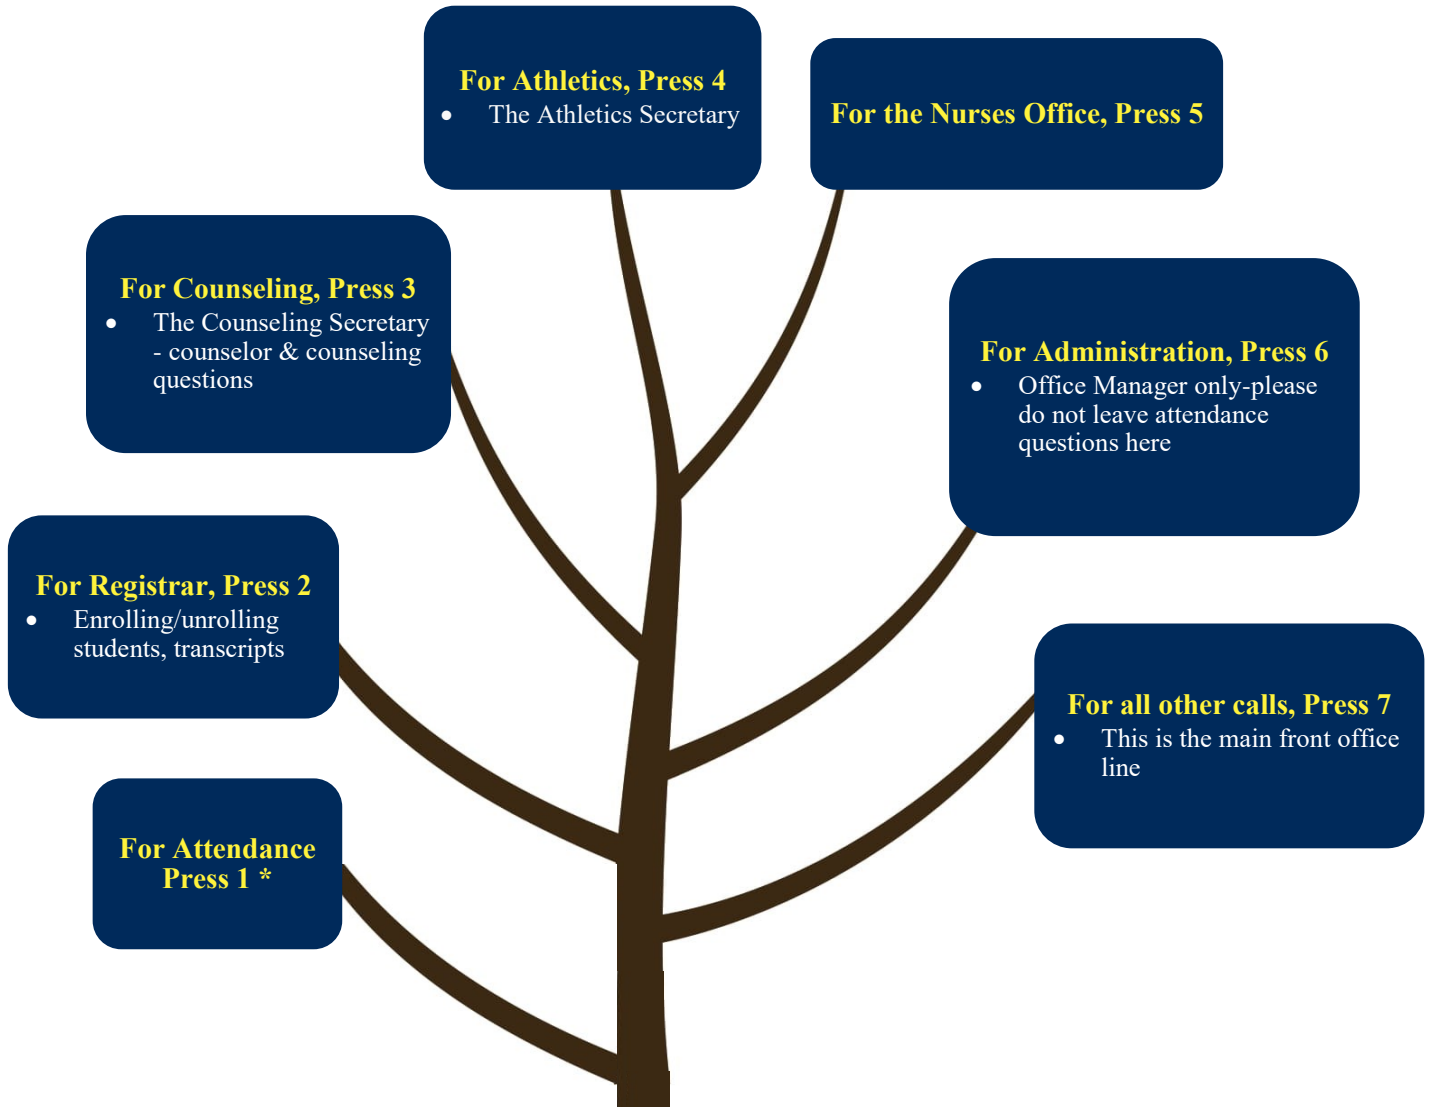 For Athletics, Press 4
• The Athletics Secretary
For the Nurses Office, Press 5
For Counseling, Press 3
• The Counseling Secretary
- counselor & counseling
questions
For Administration, Press 6
• Office Manager only-please
do not leave attendance
questions here
For Registrar, Press 2
• Enrolling/unrolling
students, transcripts
For all other calls, Press 7
• This is the main front office
line
For Attendance
Press 1 *